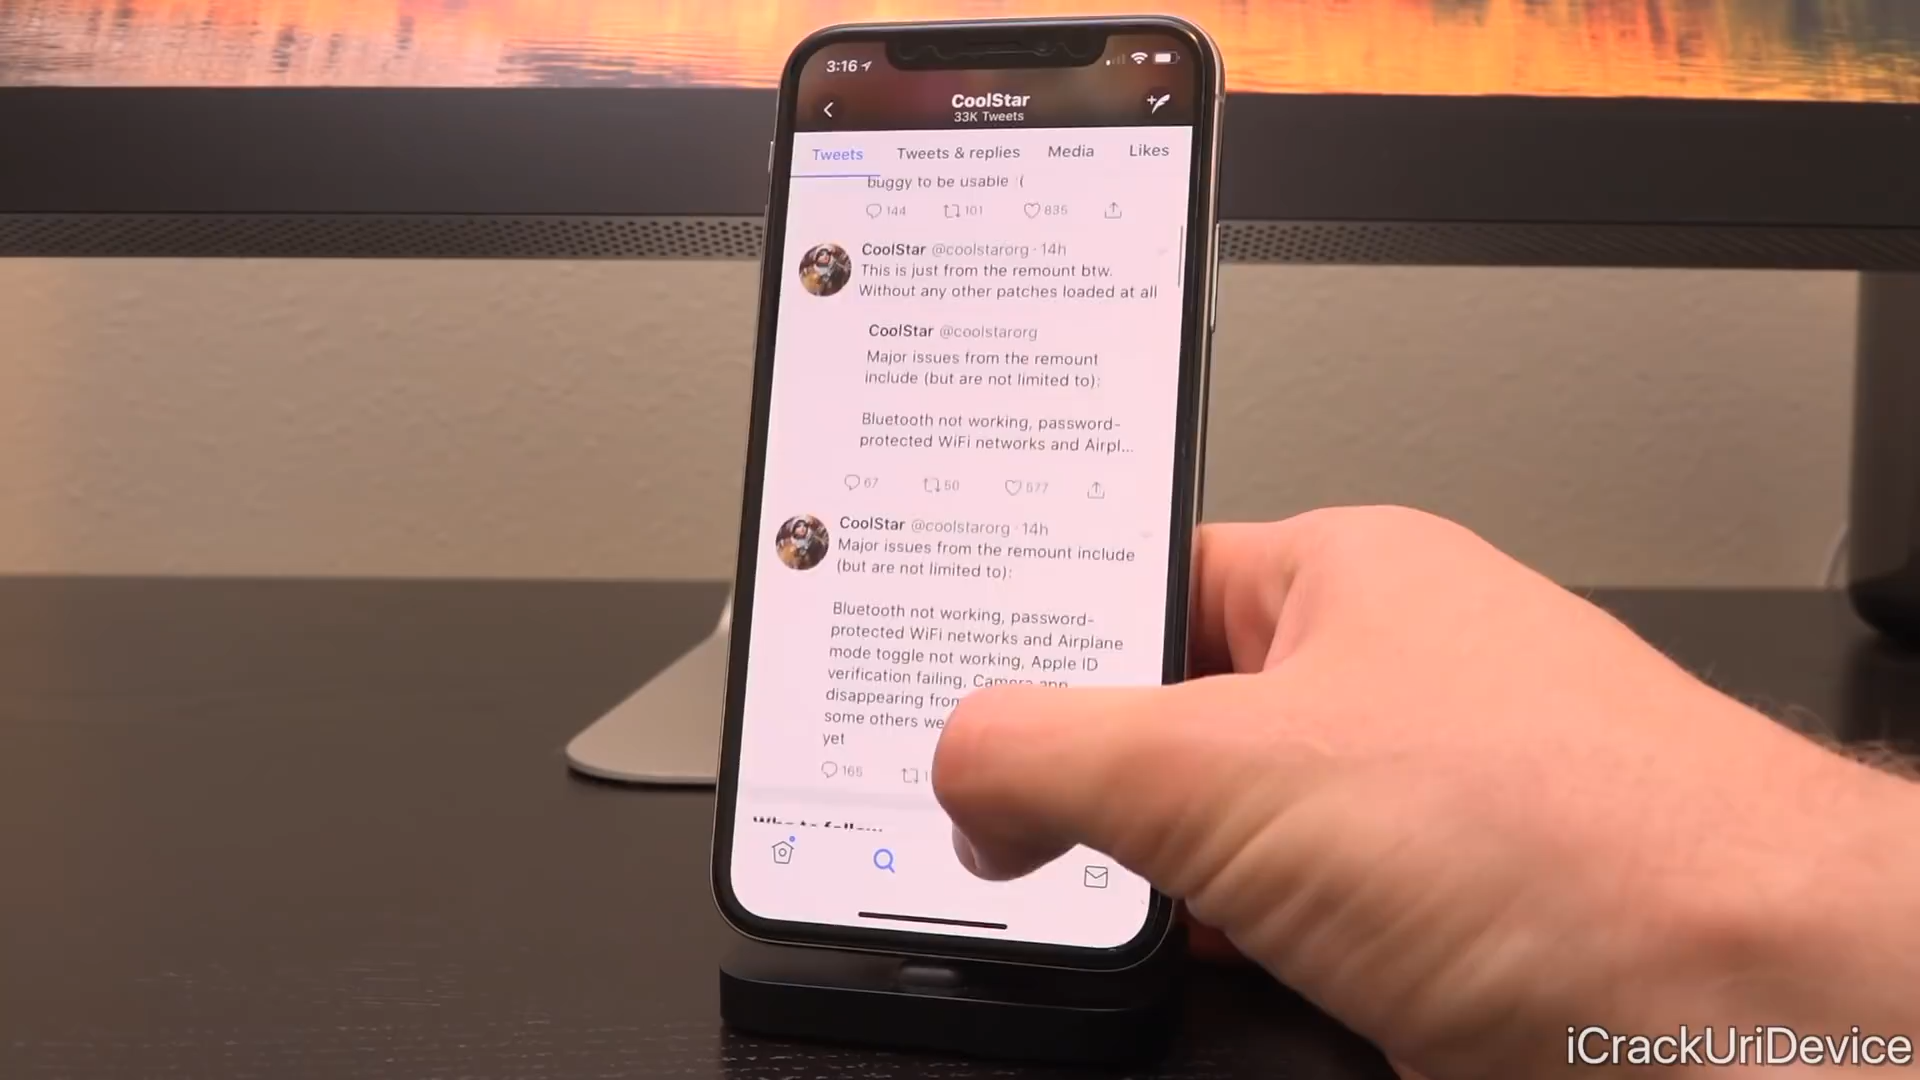 3:16
CoolStar
33K Tweets
Tweets Tweets & replies Media Likes
buggy to be usable :(
144 101 835
CoolStar @coolstarorg · 14h
This is just from the remount btw.
Without any other patches loaded at all
CoolStar @coolstarorg
Major issues from the remount
include (but are not limited to):
Bluetooth not working, password-
protected WiFi networks and Airpl...
67 50 577
CoolStar @coolstarorg · 14h
Major issues from the remount include
(but are not limited to):
Bluetooth not working, password-
protected WiFi networks and Airplane
mode toggle not working, Apple ID
verification failing, Camera app
disappearing from
some others we
yet
165
iCrackUriDevice